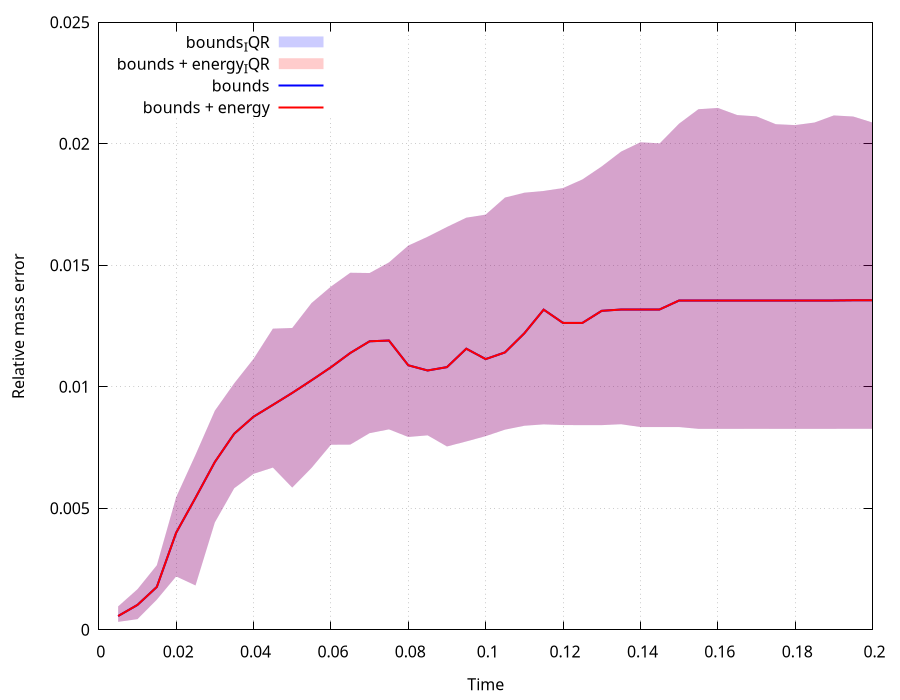 0.025
0.02
0.015
0.01
0.005
0
bounds_IQR
bounds + energy_IQR
bounds
bounds + energy
Relative mass error
0 0.02 0.04 0.06 0.08 0.1 0.12 0.14 0.16 0.18 0.2
Time